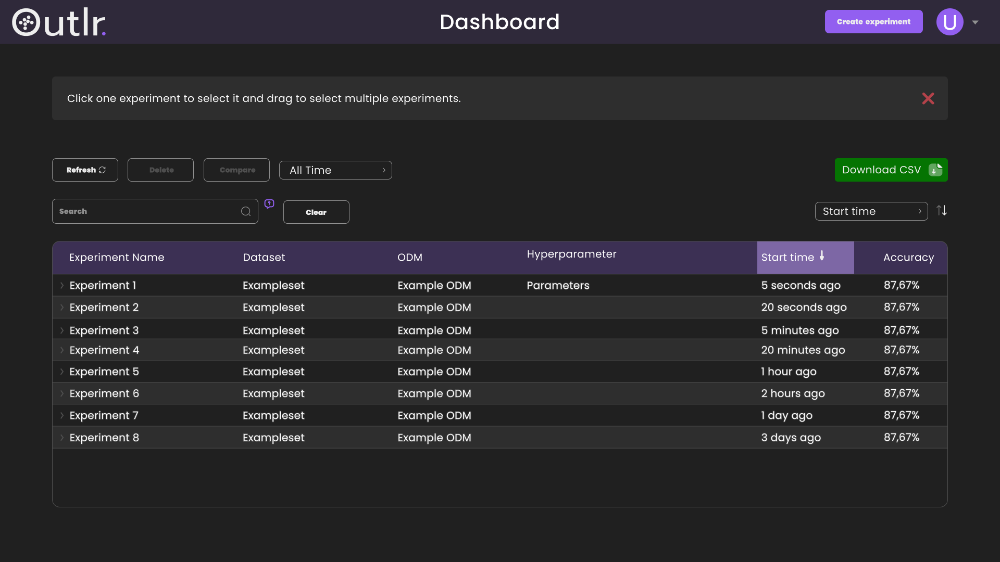 Outlr.
Dashboard
Create experiment
U
Click one experiment to select it and drag to select multiple experiments.
Refresh
Delete
Compare
All Time
Download CSV
Search
?
Clear
Start time
Experiment Name Dataset ODM Hyperparameter Start time Accuracy
Experiment 1 Exampleset Example ODM Parameters 5 seconds ago 87,67%
Experiment 2 Exampleset Example ODM 20 seconds ago 87,67%
Experiment 3 Exampleset Example ODM 5 minutes ago 87,67%
Experiment 4 Exampleset Example ODM 20 minutes ago 87,67%
Experiment 5 Exampleset Example ODM 1 hour ago 87,67%
Experiment 6 Exampleset Example ODM 2 hours ago 87,67%
Experiment 7 Exampleset Example ODM 1 day ago 87,67%
Experiment 8 Exampleset Example ODM 3 days ago 87,67%